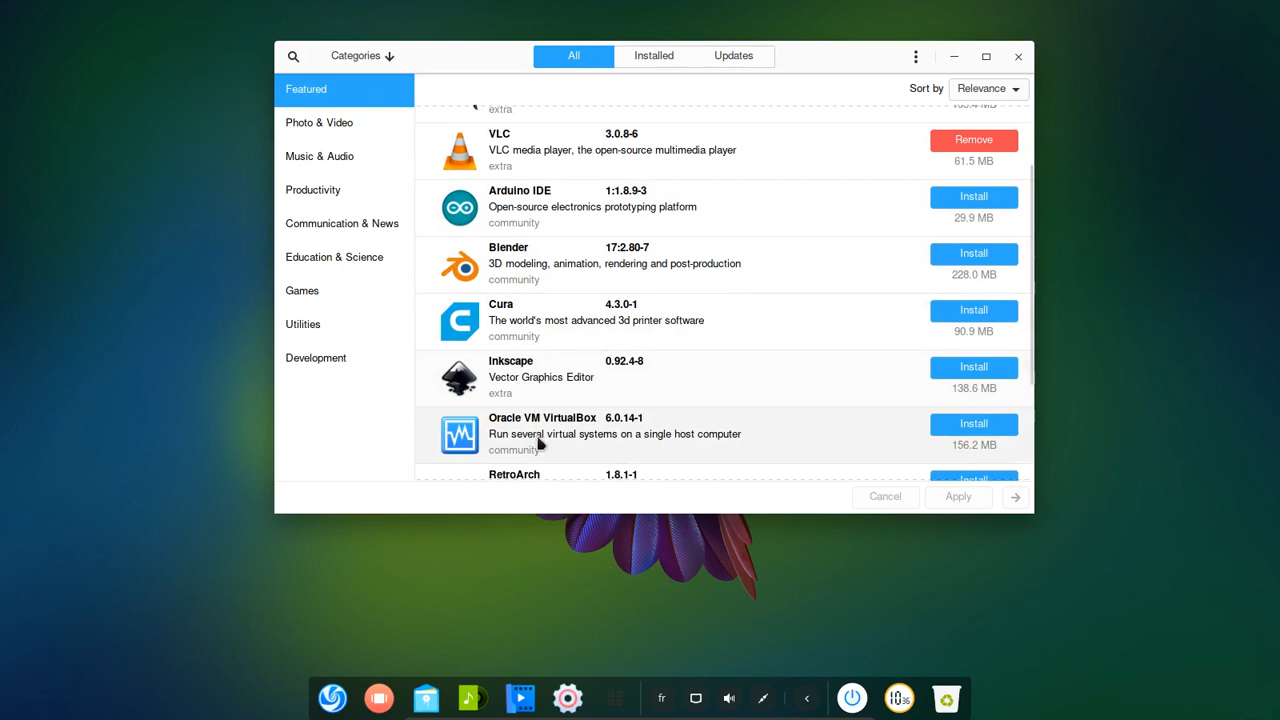 Categories
All
Installed
Updates
Featured
Photo & Video
Music & Audio
Productivity
Communication & News
Education & Science
Games
Utilities
Development
Sort by
Relevance
extra
VLC 3.0.8-6
VLC media player, the open-source multimedia player
extra
Remove
61.5 MB
Arduino IDE 1:1.8.9-3
Open-source electronics prototyping platform
community
Install
29.9 MB
Blender 17:2.80-7
3D modeling, animation, rendering and post-production
community
Install
228.0 MB
Cura 4.3.0-1
The world's most advanced 3d printer software
community
Install
90.9 MB
Inkscape 0.92.4-8
Vector Graphics Editor
extra
Install
138.6 MB
Oracle VM VirtualBox 6.0.14-1
Run several virtual systems on a single host computer
community
Install
156.2 MB
RetroArch 1.8.1-1
Install
Cancel
Apply
fr
10 36